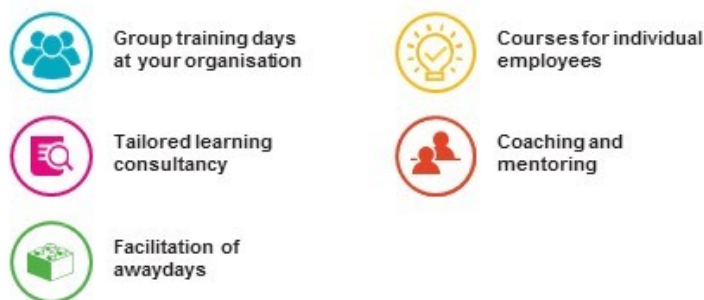 Group training days
at your organisation
Courses for individual
employees
Tailored learning
consultancy
Coaching and
mentoring
Facilitation of
awaydays